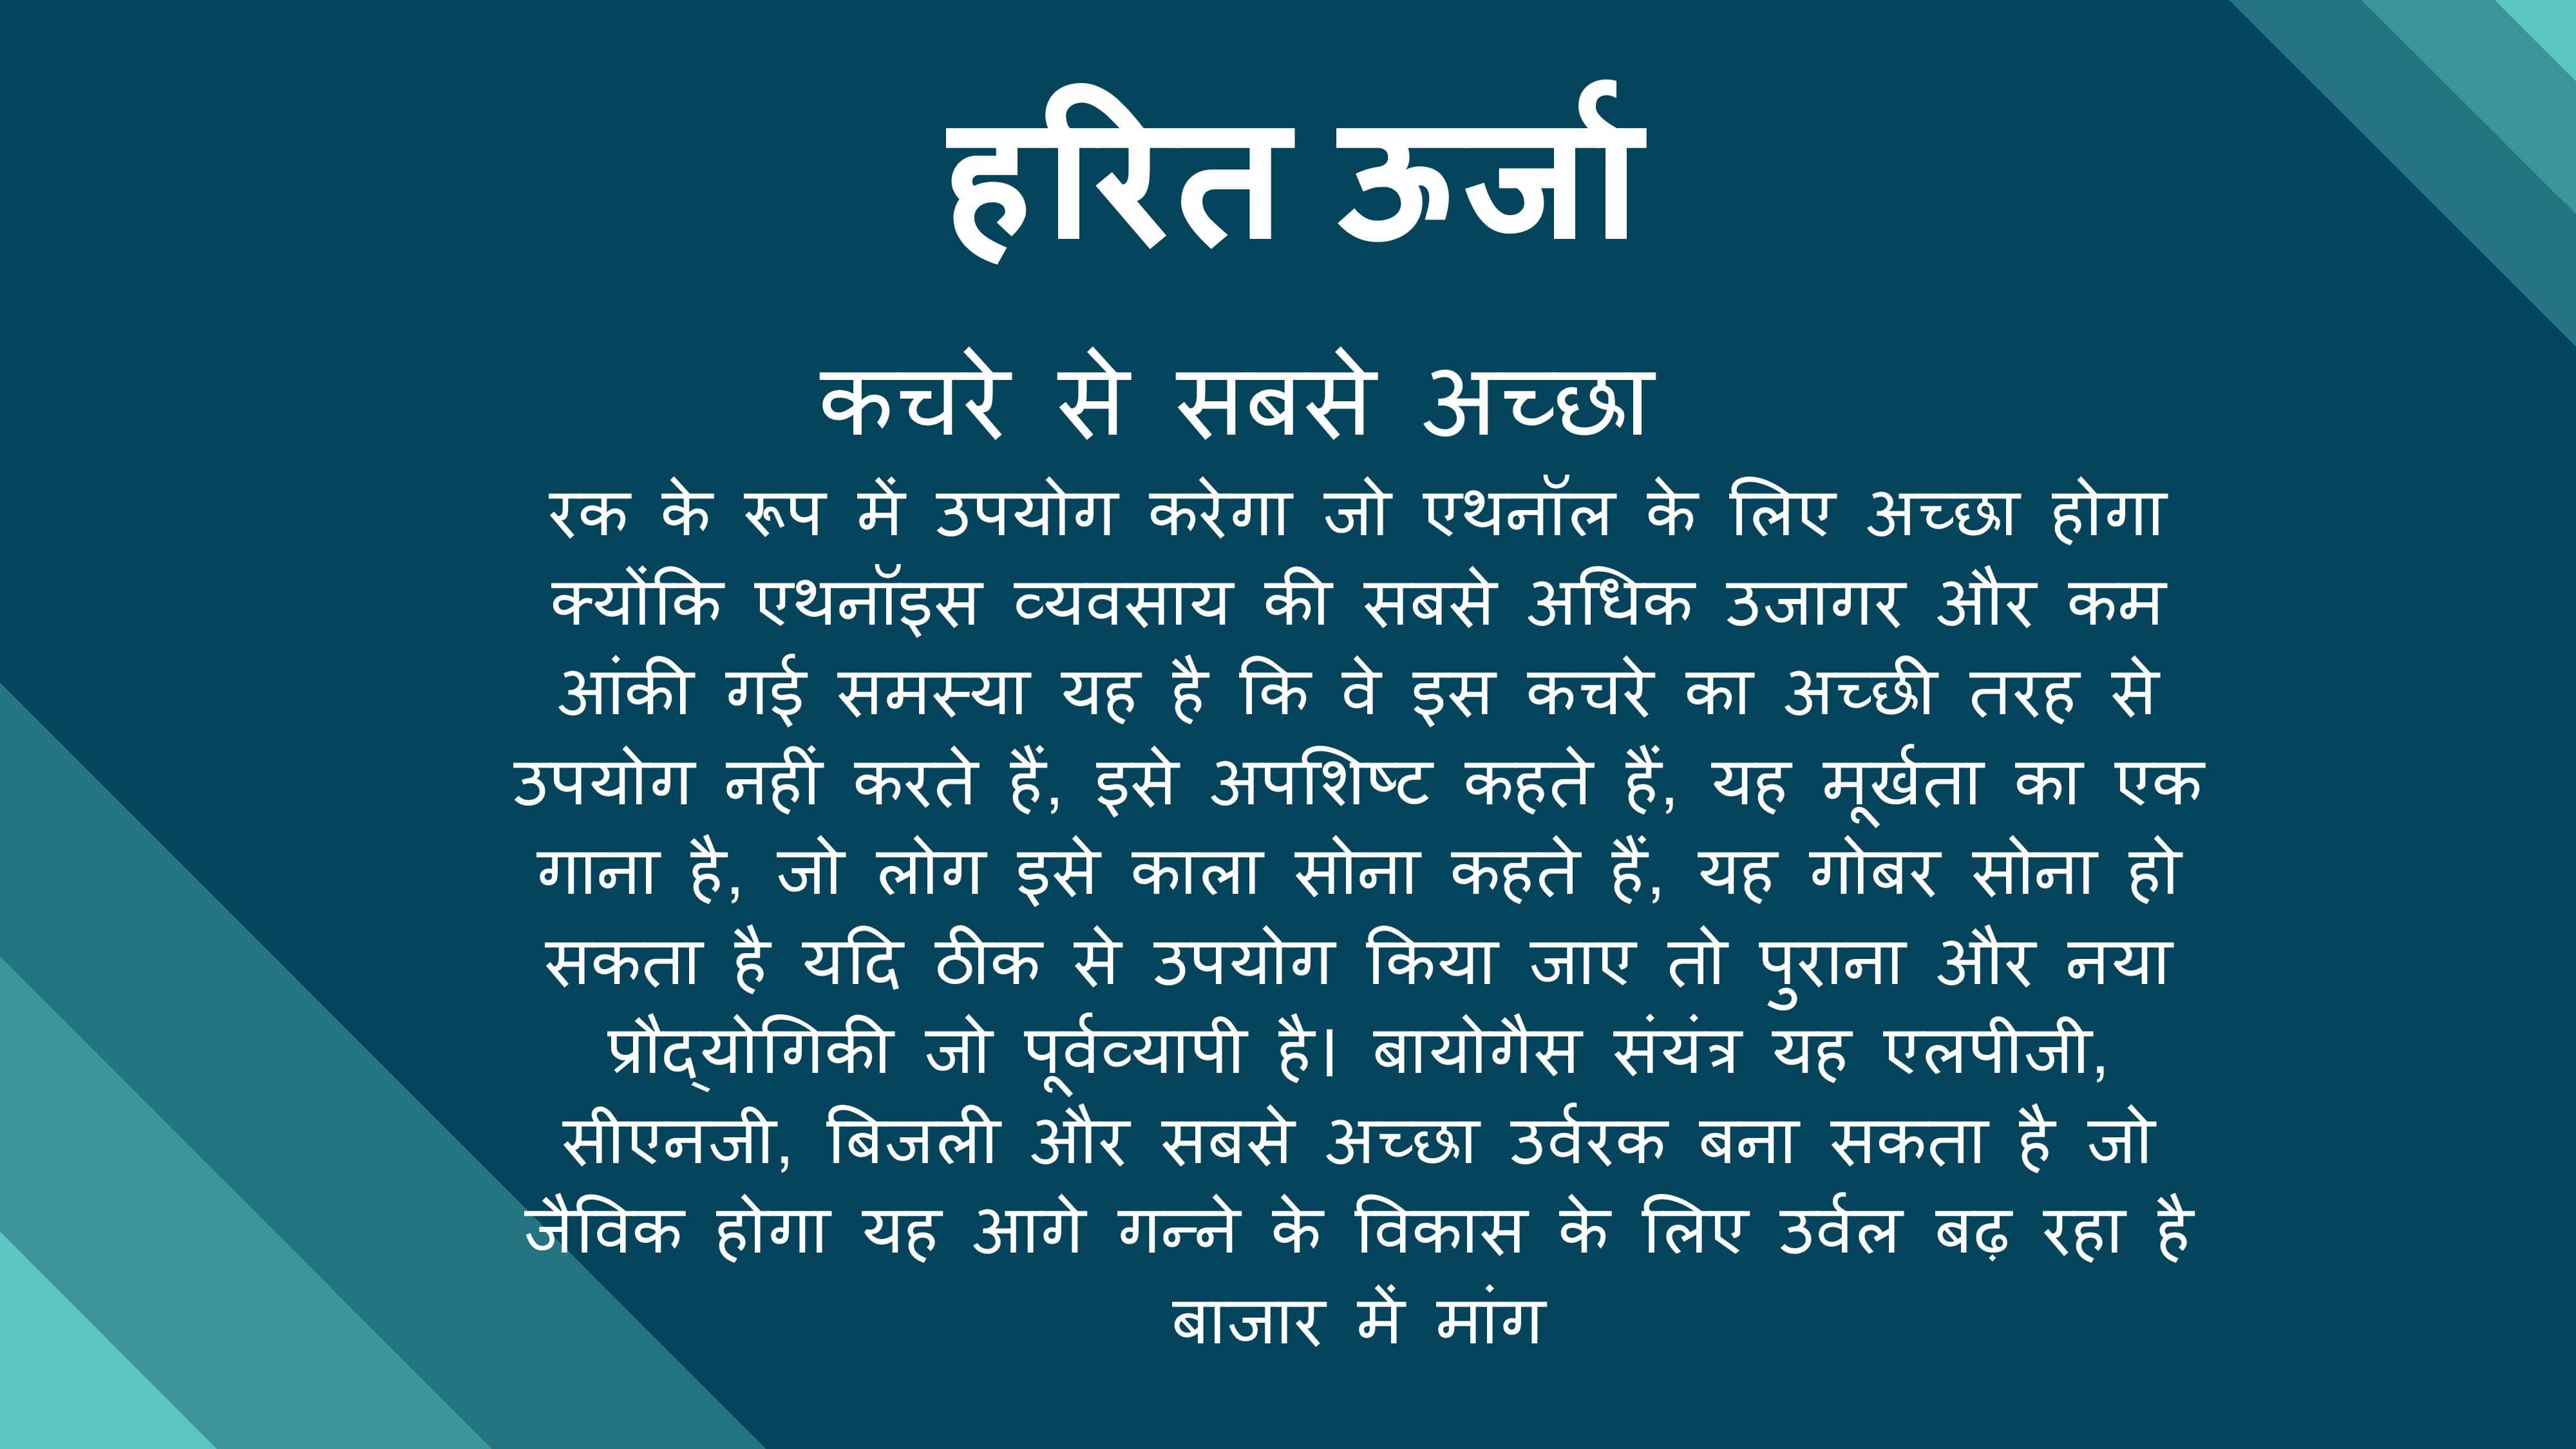 हरित ऊर्जा
कचरे से सबसे अच्छा
रक के रूप में उपयोग करेगा जो एथनॉल के लिए अच्छा होगा
क्योंकि एथनॉइस व्यवसाय की सबसे अधिक उजागर और कम
आंकी गई समस्या यह है कि वे इस कचरे का अच्छी तरह से
उपयोग नहीं करते हैं, इसे अपशिष्ट कहते हैं, यह मूर्खता का एक
गाना है, जो लोग इसे काला सोना कहते हैं, यह गोबर सोना हो
सकता है यदि ठीक से उपयोग किया जाए तो पुराना और नया
प्रौद्योगिकी जो पूर्वव्यापी है। बायोगैस संयंत्र यह एलपीजी,
सीएनजी, बिजली और सबसे अच्छा उर्वरक बना सकता है जो
जैविक होगा यह आगे गन्ने के विकास के लिए उर्वल बढ़ रहा है
बाजार में मांग